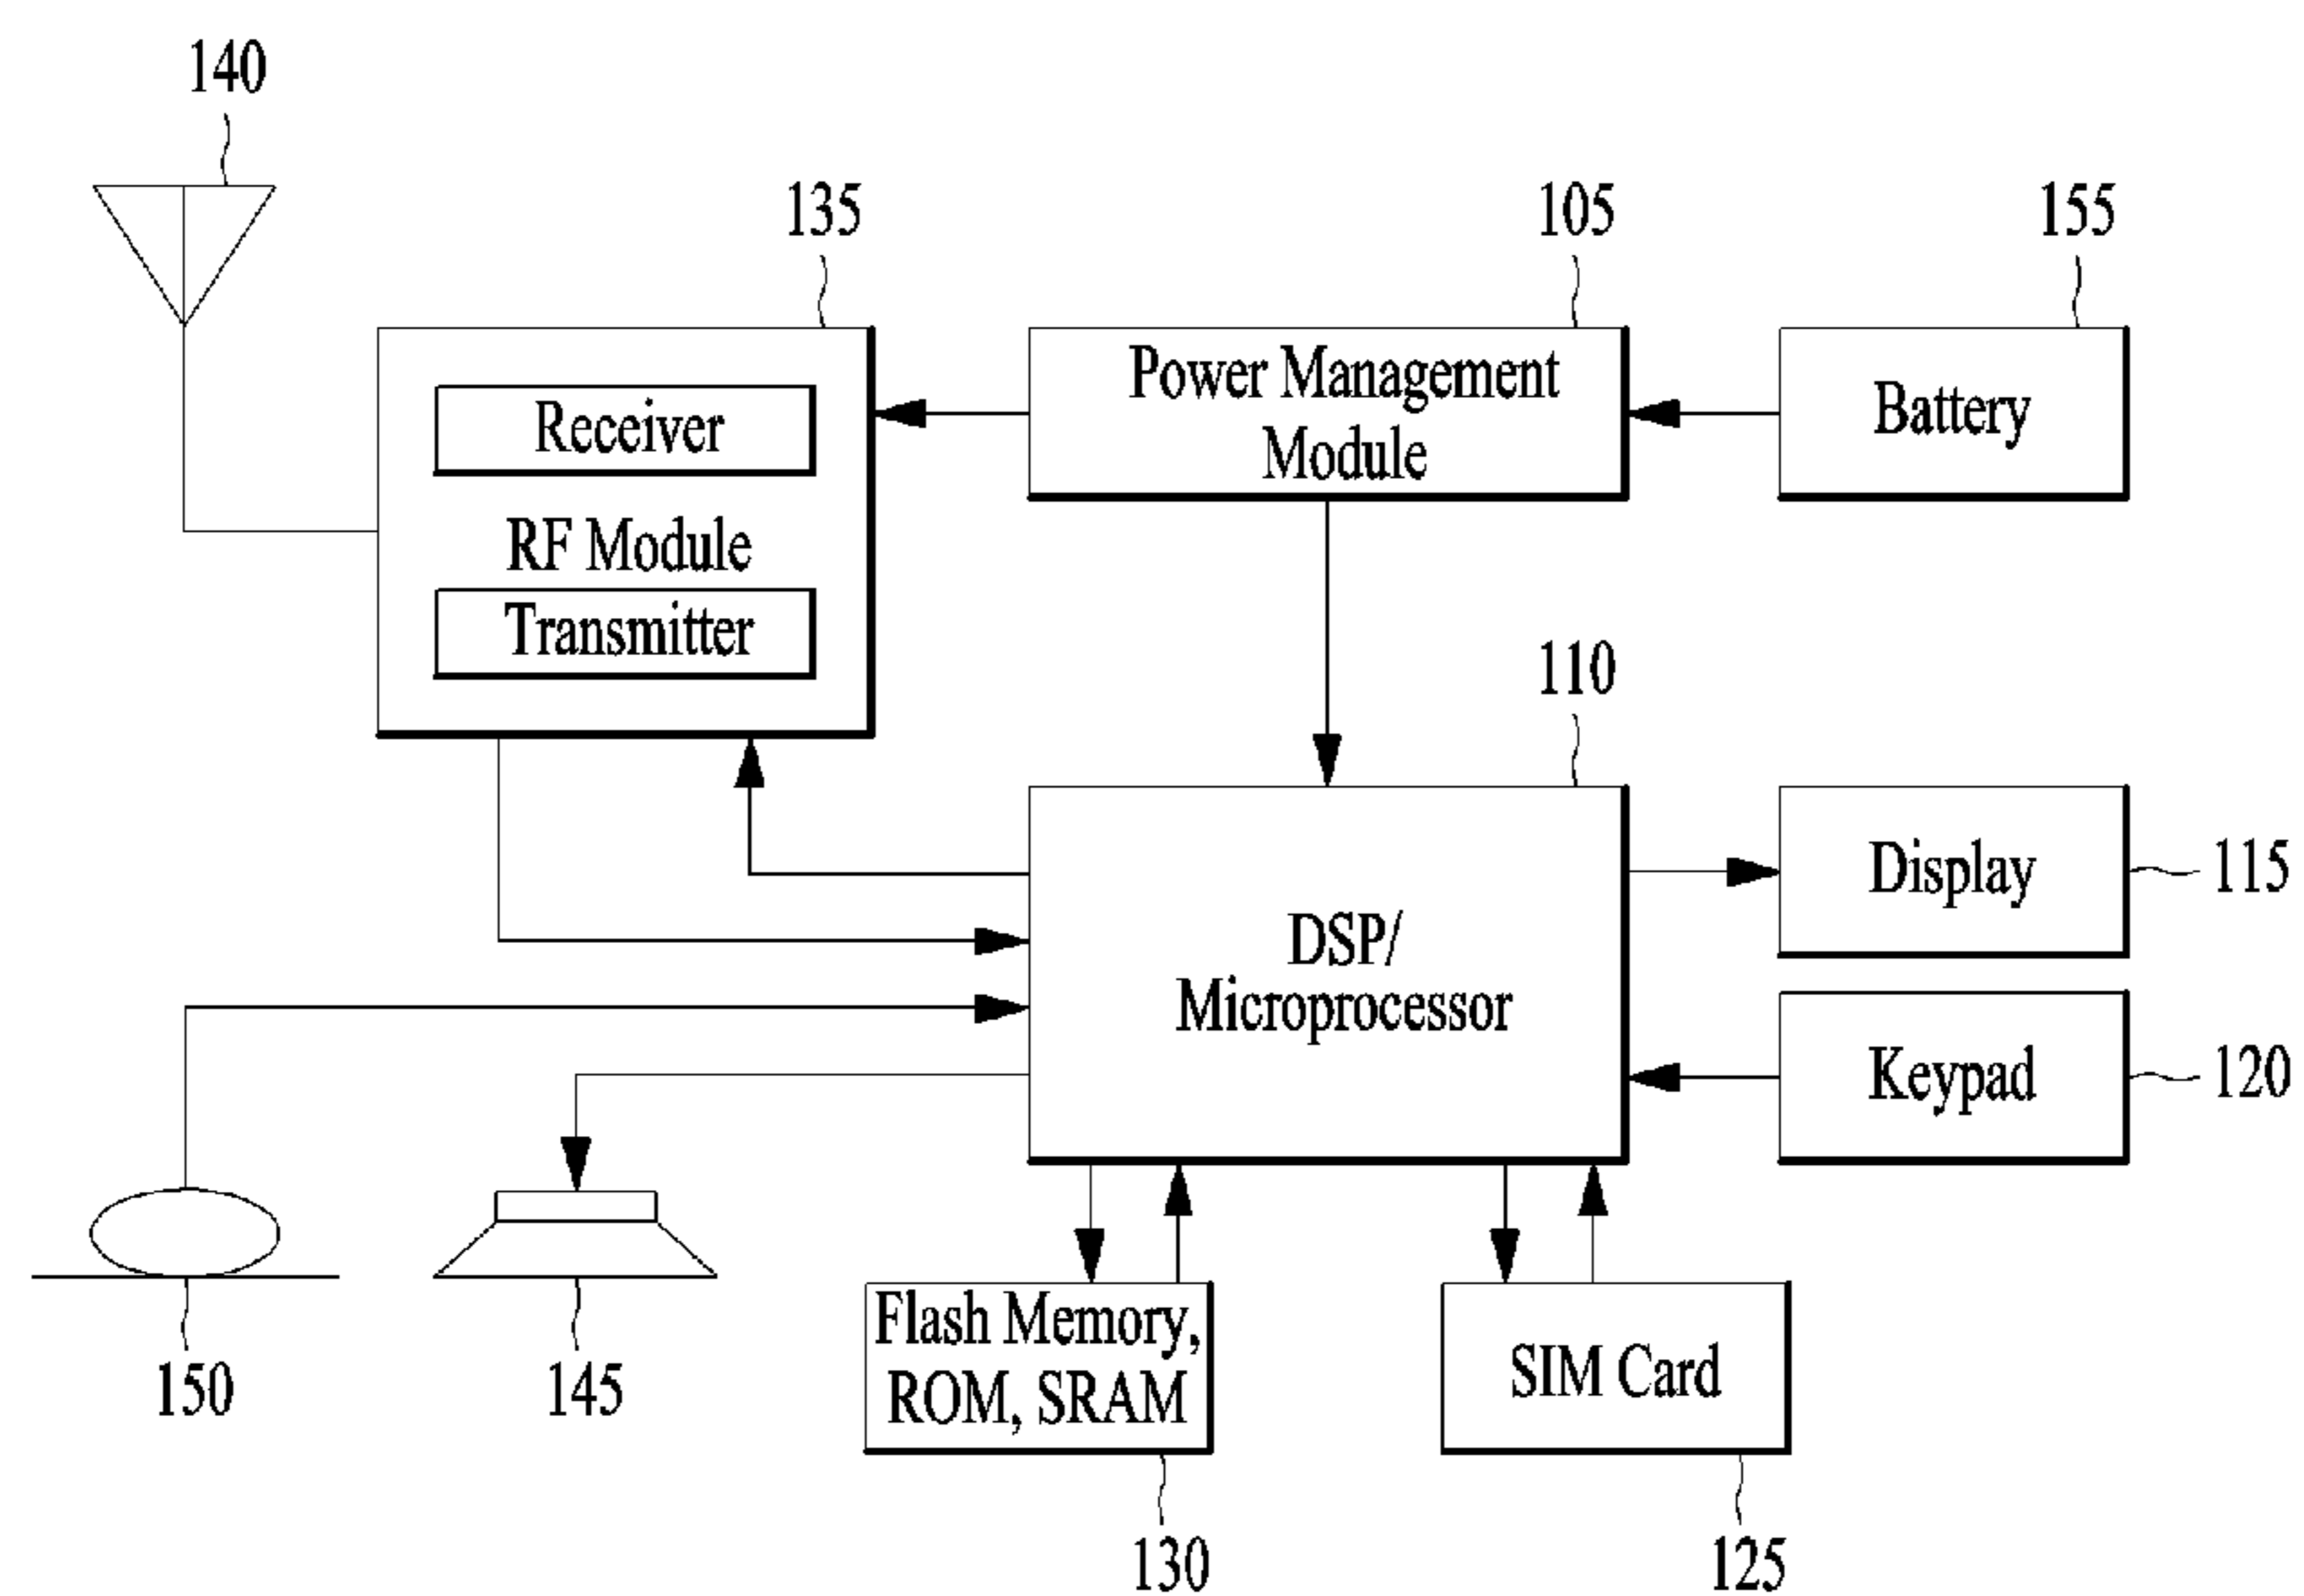 140
135
105
155
Receiver
RF Module
Transmitter
Power Management
Module
Battery
110
DSP/
Microprocessor
Display
115
Keypad
120
150
145
Flash Memory,
ROM, SRAM
130
SIM Card
125